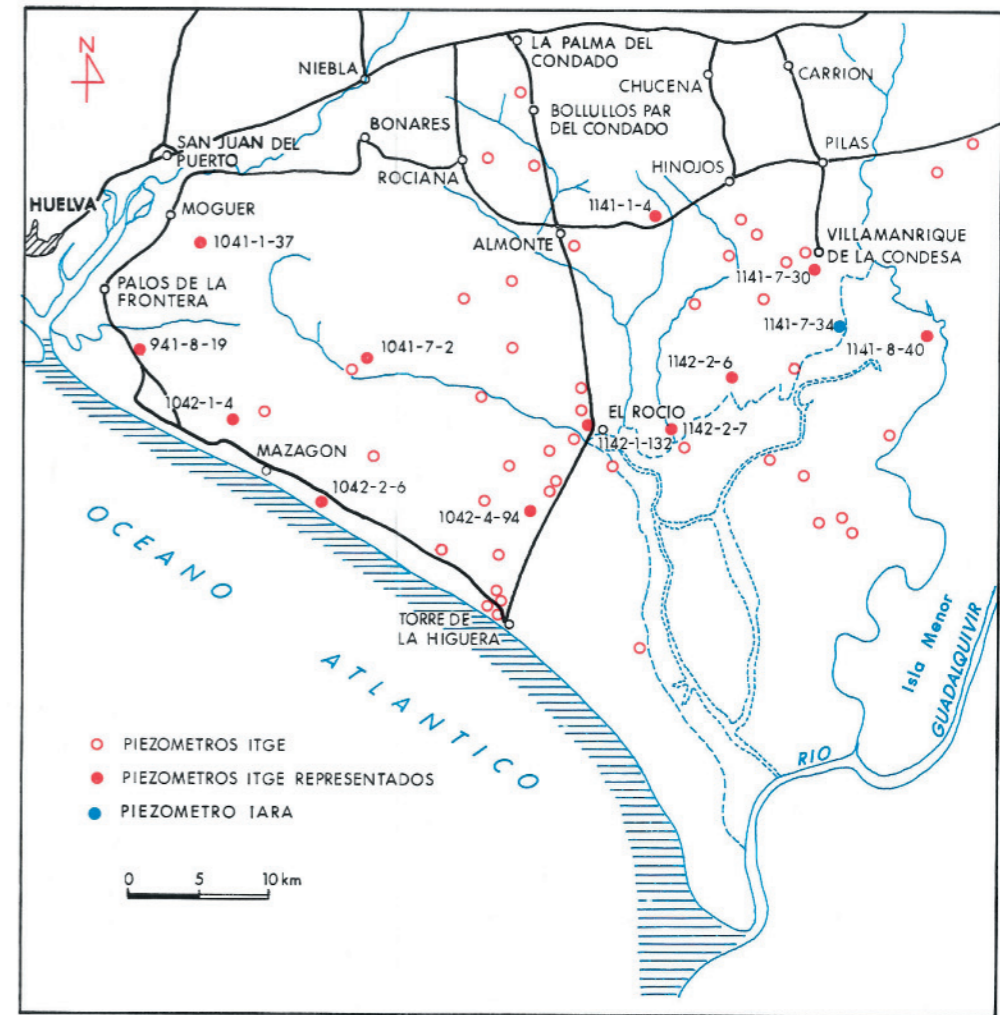 N
LA PALMA DEL
CONDADO
NIEBLA
CHUCENA
CARRION
BOLLULLOS PAR
DEL CONDADO
BONARES
SAN JUAN DEL
PUERTO
PILAS
ROCIANA
HINOJOS
HUELVA
MOGUER
1141-1-4
1041-1-37
ALMONTE
VILLAMANRIQUE
DE LA CONDESA
1141-7-30
PALOS DE LA
FRONTERA
1141-7-34
941-8-19
1041-7-2
1141-8-40
1142-2-6
1042-1-4
EL ROCIO
1142-2-7
1142-1-132
MAZAGON
1042-2-6
1042-4-94
OCEANO
TORRE DE
LA HIGUERA
Isla Menor
GUADALQUIVIR
ATLANTICO
RIO
PIEZOMETROS ITGE
PIEZOMETROS ITGE REPRESENTADOS
PIEZOMETRO IARA
0 5 10 km